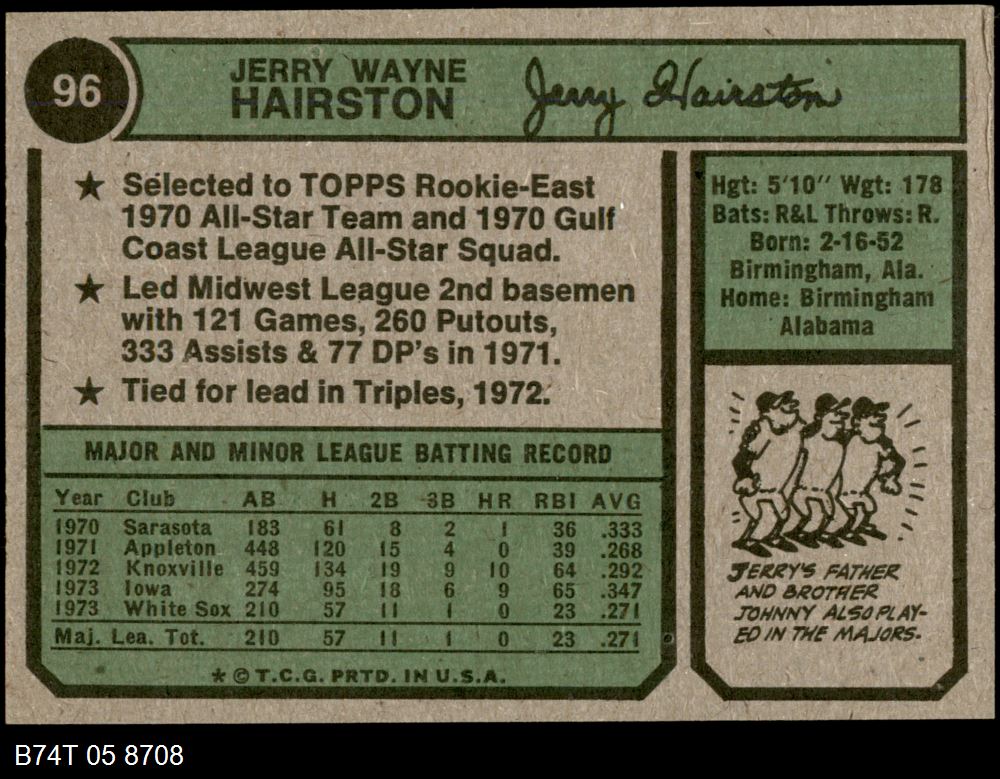 96
JERRY WAYNE
HAIRSTON
Jerry Hairston
★ Selected to TOPPS Rookie-East
1970 All-Star Team and 1970 Gulf
Coast League All-Star Squad.
★ Led Midwest League 2nd basemen
with 121 Games, 260 Putouts,
333 Assists & 77 DP's in 1971.
★ Tied for lead in Triples, 1972.
Hgt: 5'10" Wgt: 178
Bats: R&L Throws: R.
Born: 2-16-52
Birmingham, Ala.
Home: Birmingham
Alabama
MAJOR AND MINOR LEAGUE BATTING RECORD
Year Club AB H 2B 3B HR RBI AVG
1970 Sarasota 183 61 8 2 1 36 .333
1971 Appleton 448 120 15 4 0 39 .268
1972 Knoxville 459 134 19 9 10 64 .292
1973 Iowa 274 95 18 6 9 65 .347
1973 White Sox 210 57 11 1 0 23 .271
Maj. Lea. Tot. 210 57 11 1 0 23 .271
* © T.C.G. PRTD. IN U.S.A.
JERRY'S FATHER
AND BROTHER
JOHNNY ALSO PLAY-
ED IN THE MAJORS.
B74T 05 8708